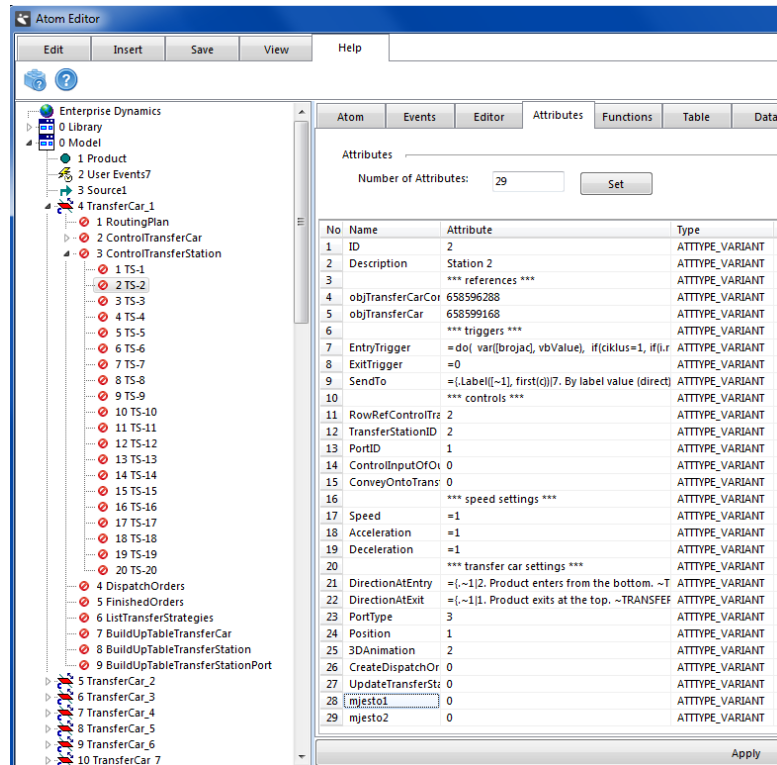 Atom Editor
Edit Insert Save View Help
Enterprise Dynamics
0 Library
0 Model
1 Product
2 User Events7
3 Source1
4 TransferCar_1
1 RoutingPlan
2 ControlTransferCar
3 ControlTransferStation
1 TS-1
2 TS-2
3 TS-3
4 TS-4
5 TS-5
6 TS-6
7 TS-7
8 TS-8
9 TS-9
10 TS-10
11 TS-11
12 TS-12
13 TS-13
14 TS-14
15 TS-15
16 TS-16
17 TS-17
18 TS-18
19 TS-19
20 TS-20
4 DispatchOrders
5 FinishedOrders
6 ListTransferStrategies
7 BuildUpTableTransferCar
8 BuildUpTableTransferStation
9 BuildUpTableTransferStationPort
5 TransferCar_2
6 TransferCar_3
7 TransferCar_4
8 TransferCar_5
9 TransferCar_6
10 TransferCar_7
Atom Events Editor Attributes Functions Table Data
Attributes
Number of Attributes: 29 Set
No Name Attribute Type
1 ID 2 ATTTYPE_VARIANT
2 Description Station 2 ATTTYPE_VARIANT
3 *** references *** ATTTYPE_VARIANT
4 objTransferCarCor 658596288 ATTTYPE_VARIANT
5 objTransferCar 658599168 ATTTYPE_VARIANT
6 *** triggers *** ATTTYPE_VARIANT
7 EntryTrigger =do( var([brojac], vbValue), if(ciklus=1, if(i.r ATTTYPE_VARIANT
8 ExitTrigger =0 ATTTYPE_VARIANT
9 SendTo ={.Label([~1], first(c))|7. By label value (direct) ATTTYPE_VARIANT
10 *** controls *** ATTTYPE_VARIANT
11 RowRefControlTra 2 ATTTYPE_VARIANT
12 TransferStationID 2 ATTTYPE_VARIANT
13 PortID 1 ATTTYPE_VARIANT
14 ControlInputOfOu 0 ATTTYPE_VARIANT
15 ConveyOntoTrans 0 ATTTYPE_VARIANT
16 *** speed settings *** ATTTYPE_VARIANT
17 Speed =1 ATTTYPE_VARIANT
18 Acceleration =1 ATTTYPE_VARIANT
19 Deceleration =1 ATTTYPE_VARIANT
20 *** transfer car settings *** ATTTYPE_VARIANT
21 DirectionAtEntry ={.~1|2. Product enters from the bottom. ~T ATTTYPE_VARIANT
22 DirectionAtExit ={.~1|1. Product exits at the top. ~TRANSFER ATTTYPE_VARIANT
23 PortType 3 ATTTYPE_VARIANT
24 Position 1 ATTTYPE_VARIANT
25 3DAnimation 2 ATTTYPE_VARIANT
26 CreateDispatchOr 0 ATTTYPE_VARIANT
27 UpdateTransferSta 0 ATTTYPE_VARIANT
28 mjesto1 0 ATTTYPE_VARIANT
29 mjesto2 0 ATTTYPE_VARIANT
Apply